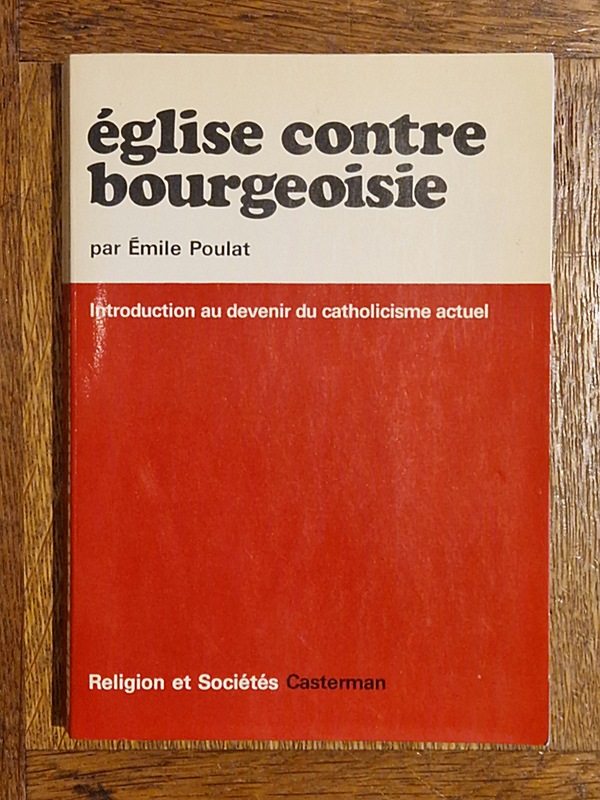 église contre
bourgeoisie
par Émile Poulat
Introduction au devenir du catholicisme actuel
Religion et Sociétés Casterman